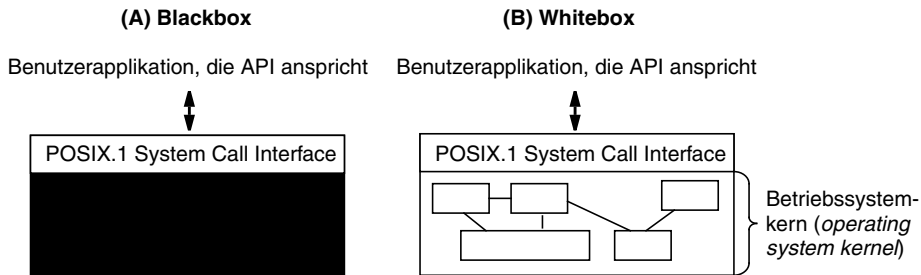 (A) Blackbox
(B) Whitebox
Benutzerapplikation, die API anspricht
Benutzerapplikation, die API anspricht
POSIX.1 System Call Interface
POSIX.1 System Call Interface
Betriebssystem-
kern (operating
system kernel)